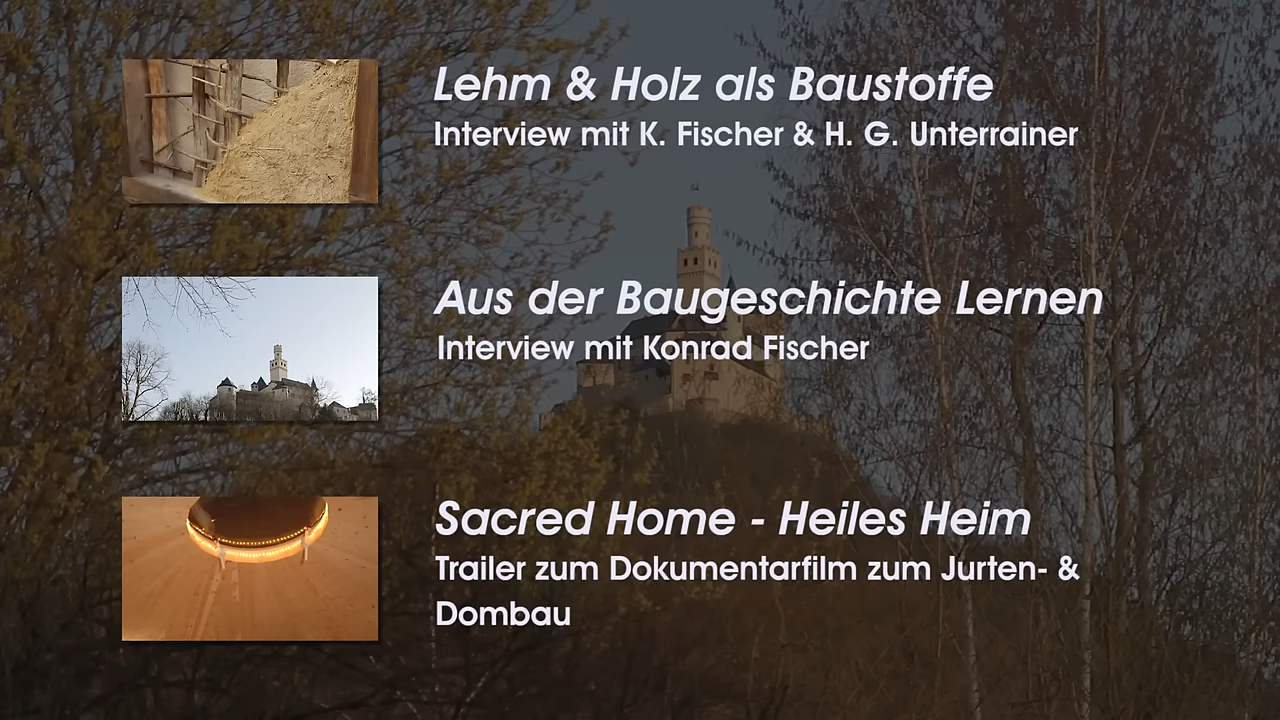 Lehm & Holz als Baustoffe
Interview mit K. Fischer & H. G. Unterrainer
Aus der Baugeschichte Lernen
Interview mit Konrad Fischer
Sacred Home - Heiles Heim
Trailer zum Dokumentarfilm zum Jurten- &
Dombau